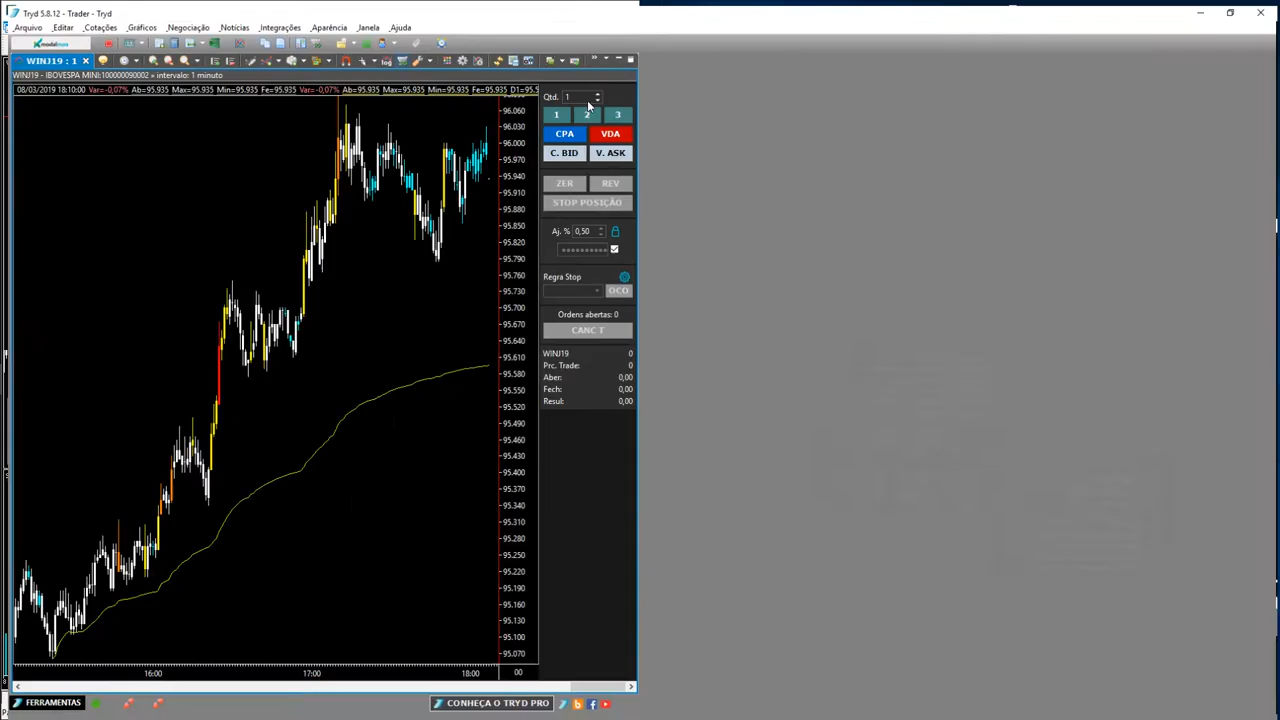 Tryd 5.8.12 - Trader - Tryd
Arquivo Editar Cotações Gráficos Negociação Notícias Integrações Aparência Janela Ajuda
modalmais
WINJ19 : 1
log
WINJ19 - IBOVESPA MINI:100000090002 » intervalo: 1 minuto
08/03/2019 18:10:00 Var=-0,07% Ab=95.935 Max=95.935 Min=95.935 Fe=95.935 Var=-0,07% Ab=95.935 Max=95.935 Min=95.935 Fe=95.935 D1=95.5
96.060
96.030
96.000
95.970
95.940
95.910
95.880
95.850
95.820
95.790
95.760
95.730
95.700
95.670
95.640
95.610
95.580
95.550
95.520
95.490
95.460
95.430
95.400
95.370
95.340
95.310
95.280
95.250
95.220
95.190
95.160
95.130
95.100
95.070
16:00 17:00 18:00 00
Qtd. 1
1 2 3
CPA VDA
C. BID V. ASK
ZER REV
STOP POSIÇÃO
Aj. % 0,50
Regra Stop
OCO
Ordens abertas: 0
CANC T
WINJ19 0
Prc. Trade: 0
Aber: 0,00
Fech: 0,00
Resul: 0,00
FERRAMENTAS
CONHEÇA O TRYD PRO